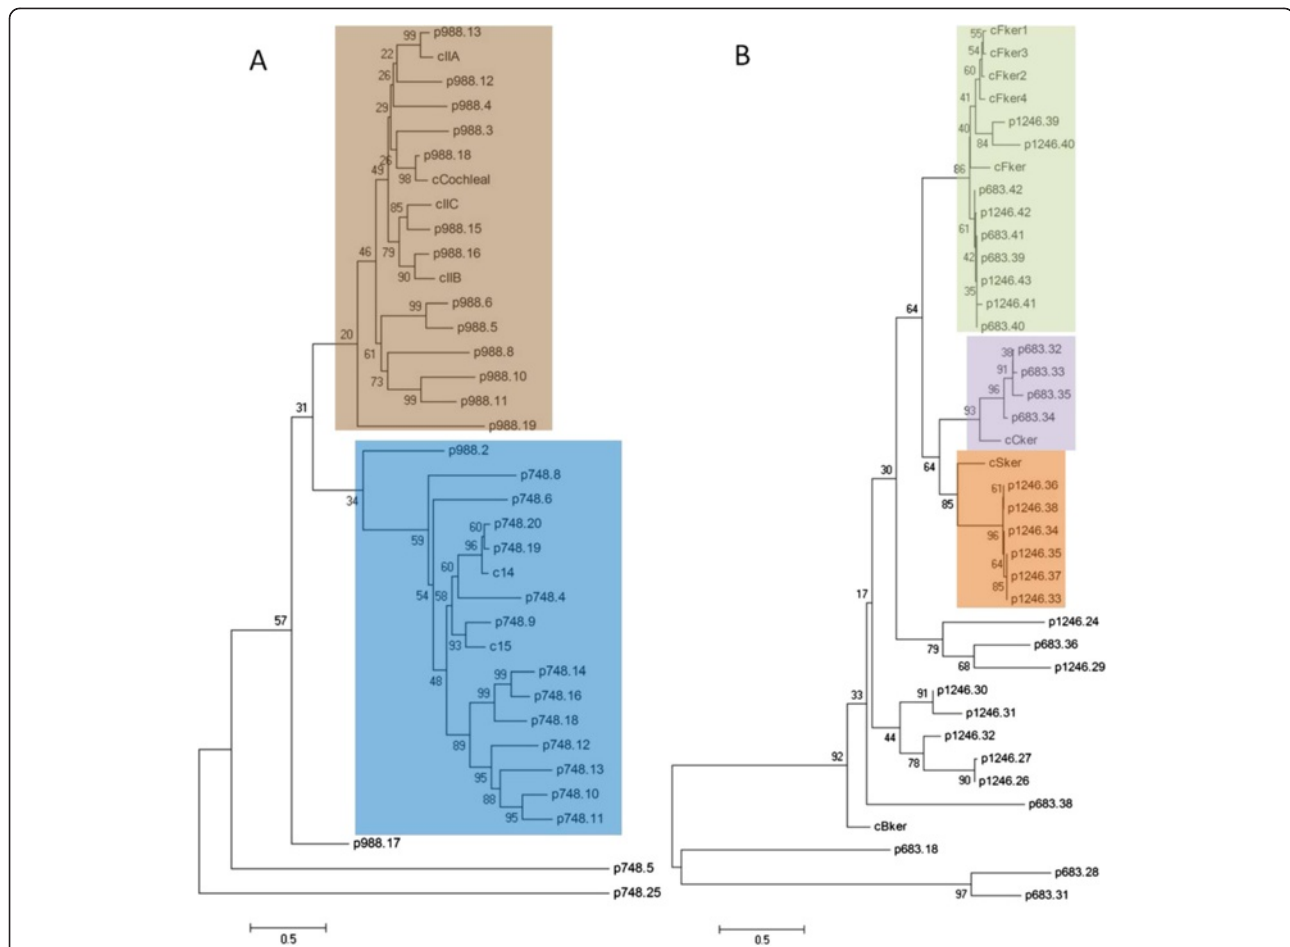 A
99
p988.13
cIIA
22
26
p988.12
29
p988.4
p988.3
26
p988.18
49
98
cCochleal
85
cIIC
p988.15
46
79
p988.16
90
cIIB
99
p988.6
p988.5
20
61
p988.8
73
p988.10
99
p988.11
31
p988.19
p988.2
34
p748.8
p748.6
59
60
p748.20
96
p748.19
60
c14
54
58
p748.4
p748.9
93
c15
48
99
p748.14
99
p748.16
p748.18
89
p748.12
95
p748.13
88
p748.10
95
p748.11
57
p988.17
p748.5
p748.25
0.5
B
55
cFker1
54
cFker3
60
cFker2
41
cFker4
p1246.39
40
84
p1246.40
86
cFker
p683.42
p1246.42
61
p683.41
42
p683.39
p1246.43
35
p1246.41
p683.40
64
38
p683.32
91
p683.33
96
p683.35
93
p683.34
cCker
64
cSker
85
61
p1246.36
p1246.38
96
p1246.34
p1246.35
64
p1246.37
85
p1246.33
30
17
p1246.24
79
p683.36
68
p1246.29
33
91
p1246.30
p1246.31
44
p1246.32
78
p1246.27
90
p1246.26
92
p683.38
cBker
p683.18
p683.28
97
p683.31
0.5